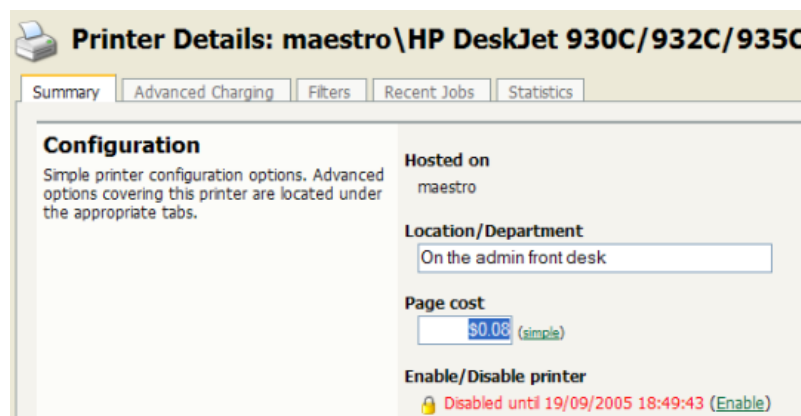 Printer Details: maestro\HP DeskJet 930C/932C/935C
Summary Advanced Charging Filters Recent Jobs Statistics
Configuration
Simple printer configuration options. Advanced
options covering this printer are located under
the appropriate tabs.
Hosted on
maestro
Location/Department
On the admin front desk
Page cost
$0.08 (simple)
Enable/Disable printer
Disabled until 19/09/2005 18:49:43 (Enable)